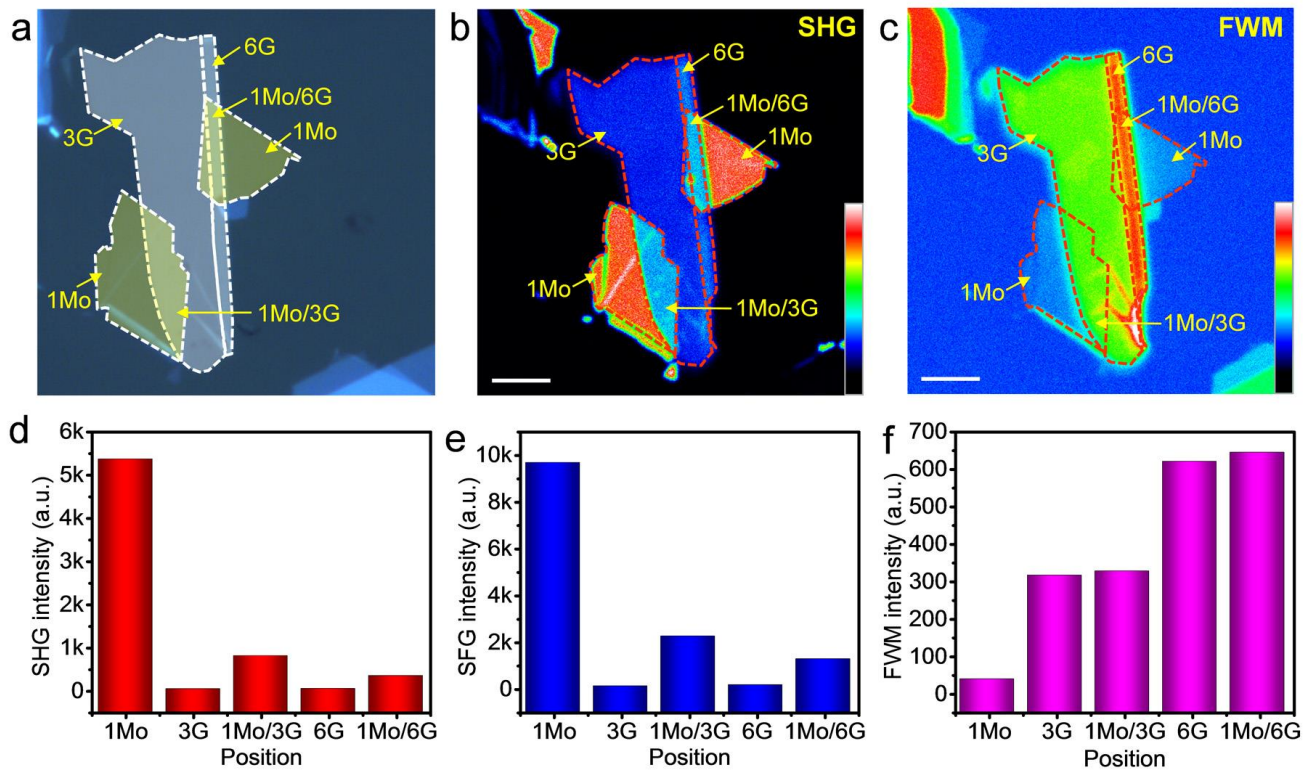 a
6G
1Mo/6G
1Mo
3G
1Mo
1Mo/3G
b
SHG
6G
1Mo/6G
1Mo
3G
1Mo
1Mo/3G
c
FWM
6G
1Mo/6G
1Mo
3G
1Mo
1Mo/3G
d
SHG intensity (a.u.)
6k
5k
4k
3k
2k
1k
0
1Mo 3G 1Mo/3G 6G 1Mo/6G
Position
e
SFG intensity (a.u.)
10k
8k
6k
4k
2k
0
1Mo 3G 1Mo/3G 6G 1Mo/6G
Position
f
FWM intensity (a.u.)
700
600
500
400
300
200
100
0
1Mo 3G 1Mo/3G 6G 1Mo/6G
Position